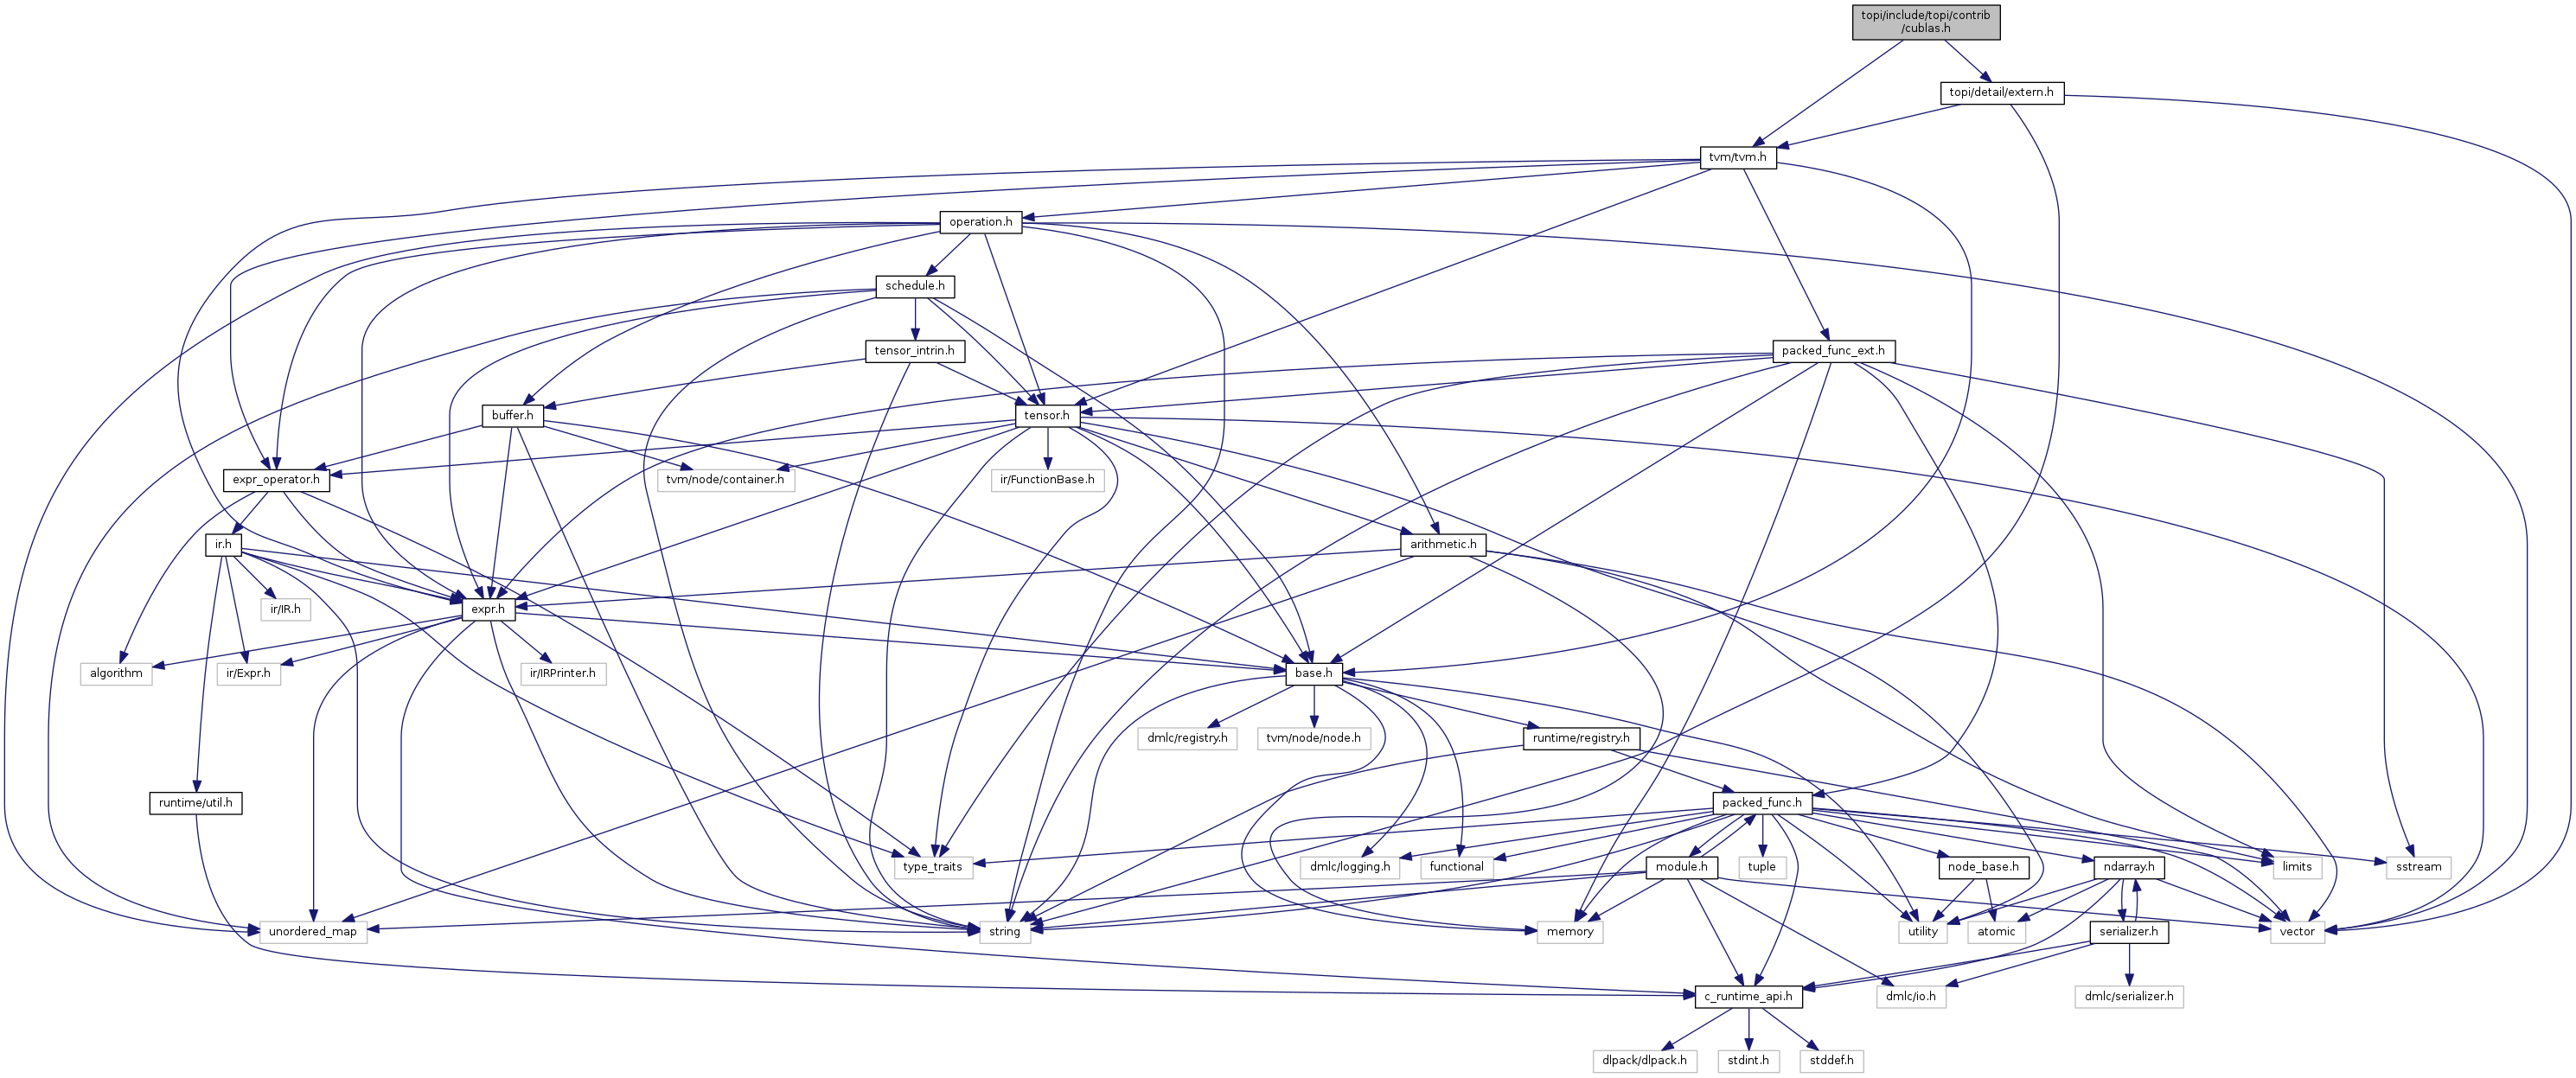 topi/include/topi/contrib
/cublas.h
topi/detail/extern.h
tvm/tvm.h
operation.h
schedule.h
tensor_intrin.h
packed_func_ext.h
buffer.h
tensor.h
expr_operator.h
tvm/node/container.h
ir/FunctionBase.h
ir.h
arithmetic.h
ir/IR.h
expr.h
algorithm
ir/Expr.h
ir/IRPrinter.h
base.h
dmlc/registry.h
tvm/node/node.h
runtime/registry.h
runtime/util.h
packed_func.h
type_traits
dmlc/logging.h
functional
module.h
tuple
node_base.h
ndarray.h
limits
sstream
unordered_map
string
memory
utility
atomic
serializer.h
vector
c_runtime_api.h
dmlc/io.h
dmlc/serializer.h
dlpack/dlpack.h
stdint.h
stddef.h